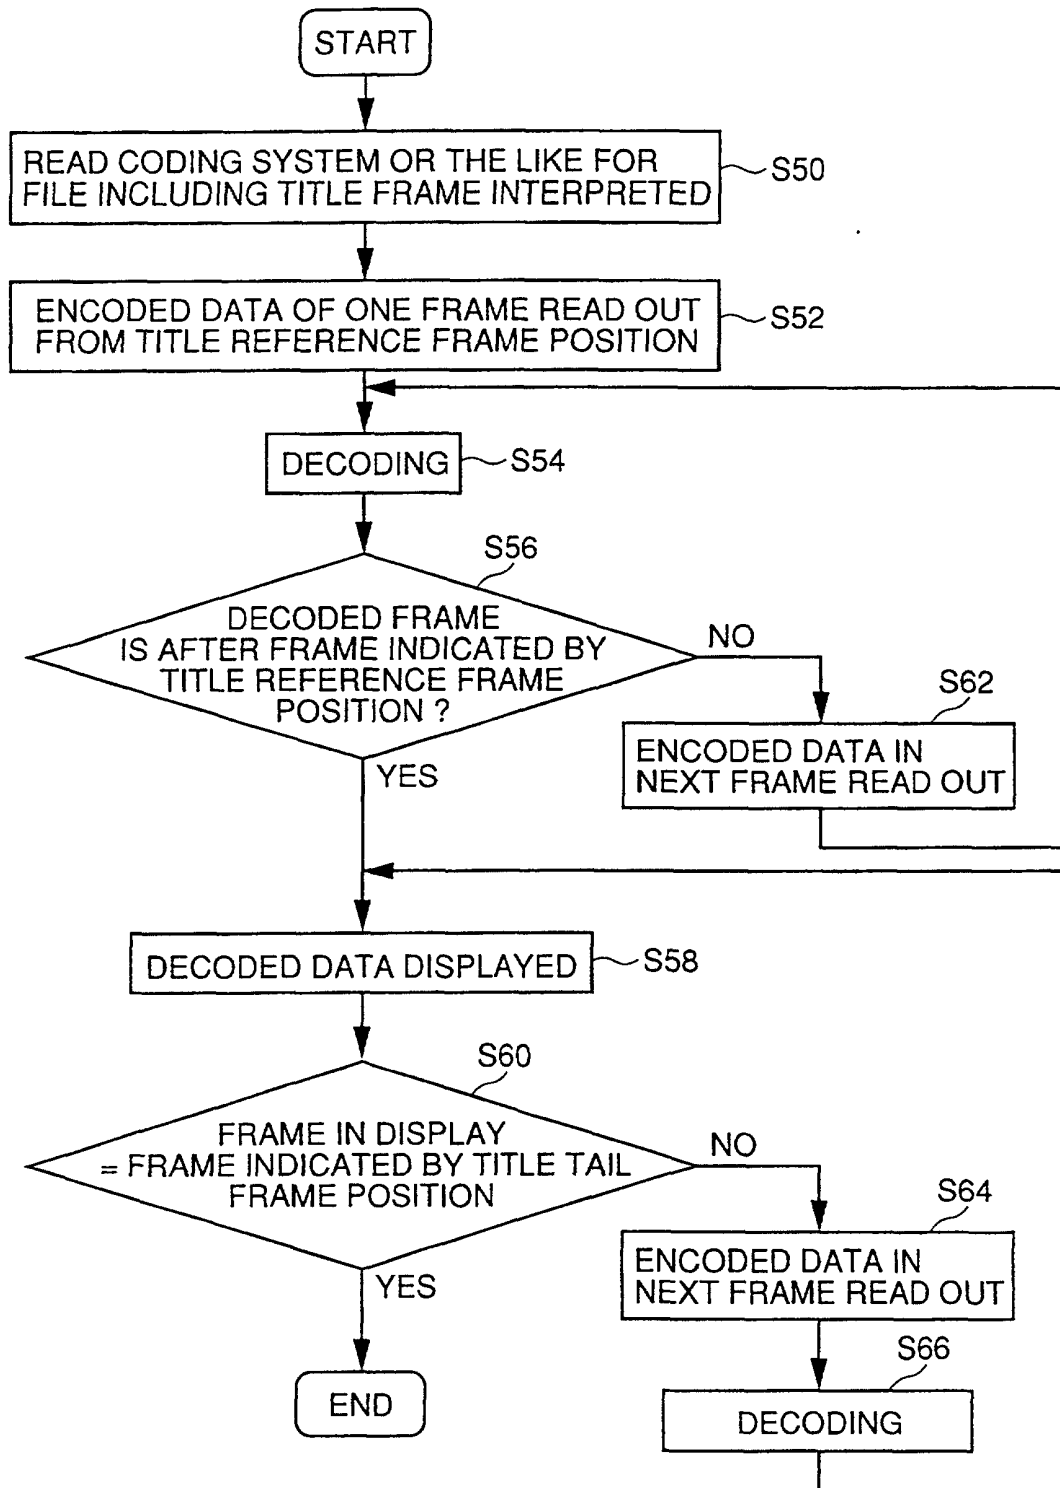 START
READ CODING SYSTEM OR THE LIKE FOR
FILE INCLUDING TITLE FRAME INTERPRETED
S50
ENCODED DATA OF ONE FRAME READ OUT
FROM TITLE REFERENCE FRAME POSITION
S52
DECODING
S54
S56
DECODED FRAME
IS AFTER FRAME INDICATED BY
TITLE REFERENCE FRAME
POSITION ?
NO
YES
S62
ENCODED DATA IN
NEXT FRAME READ OUT
DECODED DATA DISPLAYED
S58
S60
FRAME IN DISPLAY
= FRAME INDICATED BY TITLE TAIL
FRAME POSITION
NO
YES
S64
ENCODED DATA IN
NEXT FRAME READ OUT
S66
DECODING
END